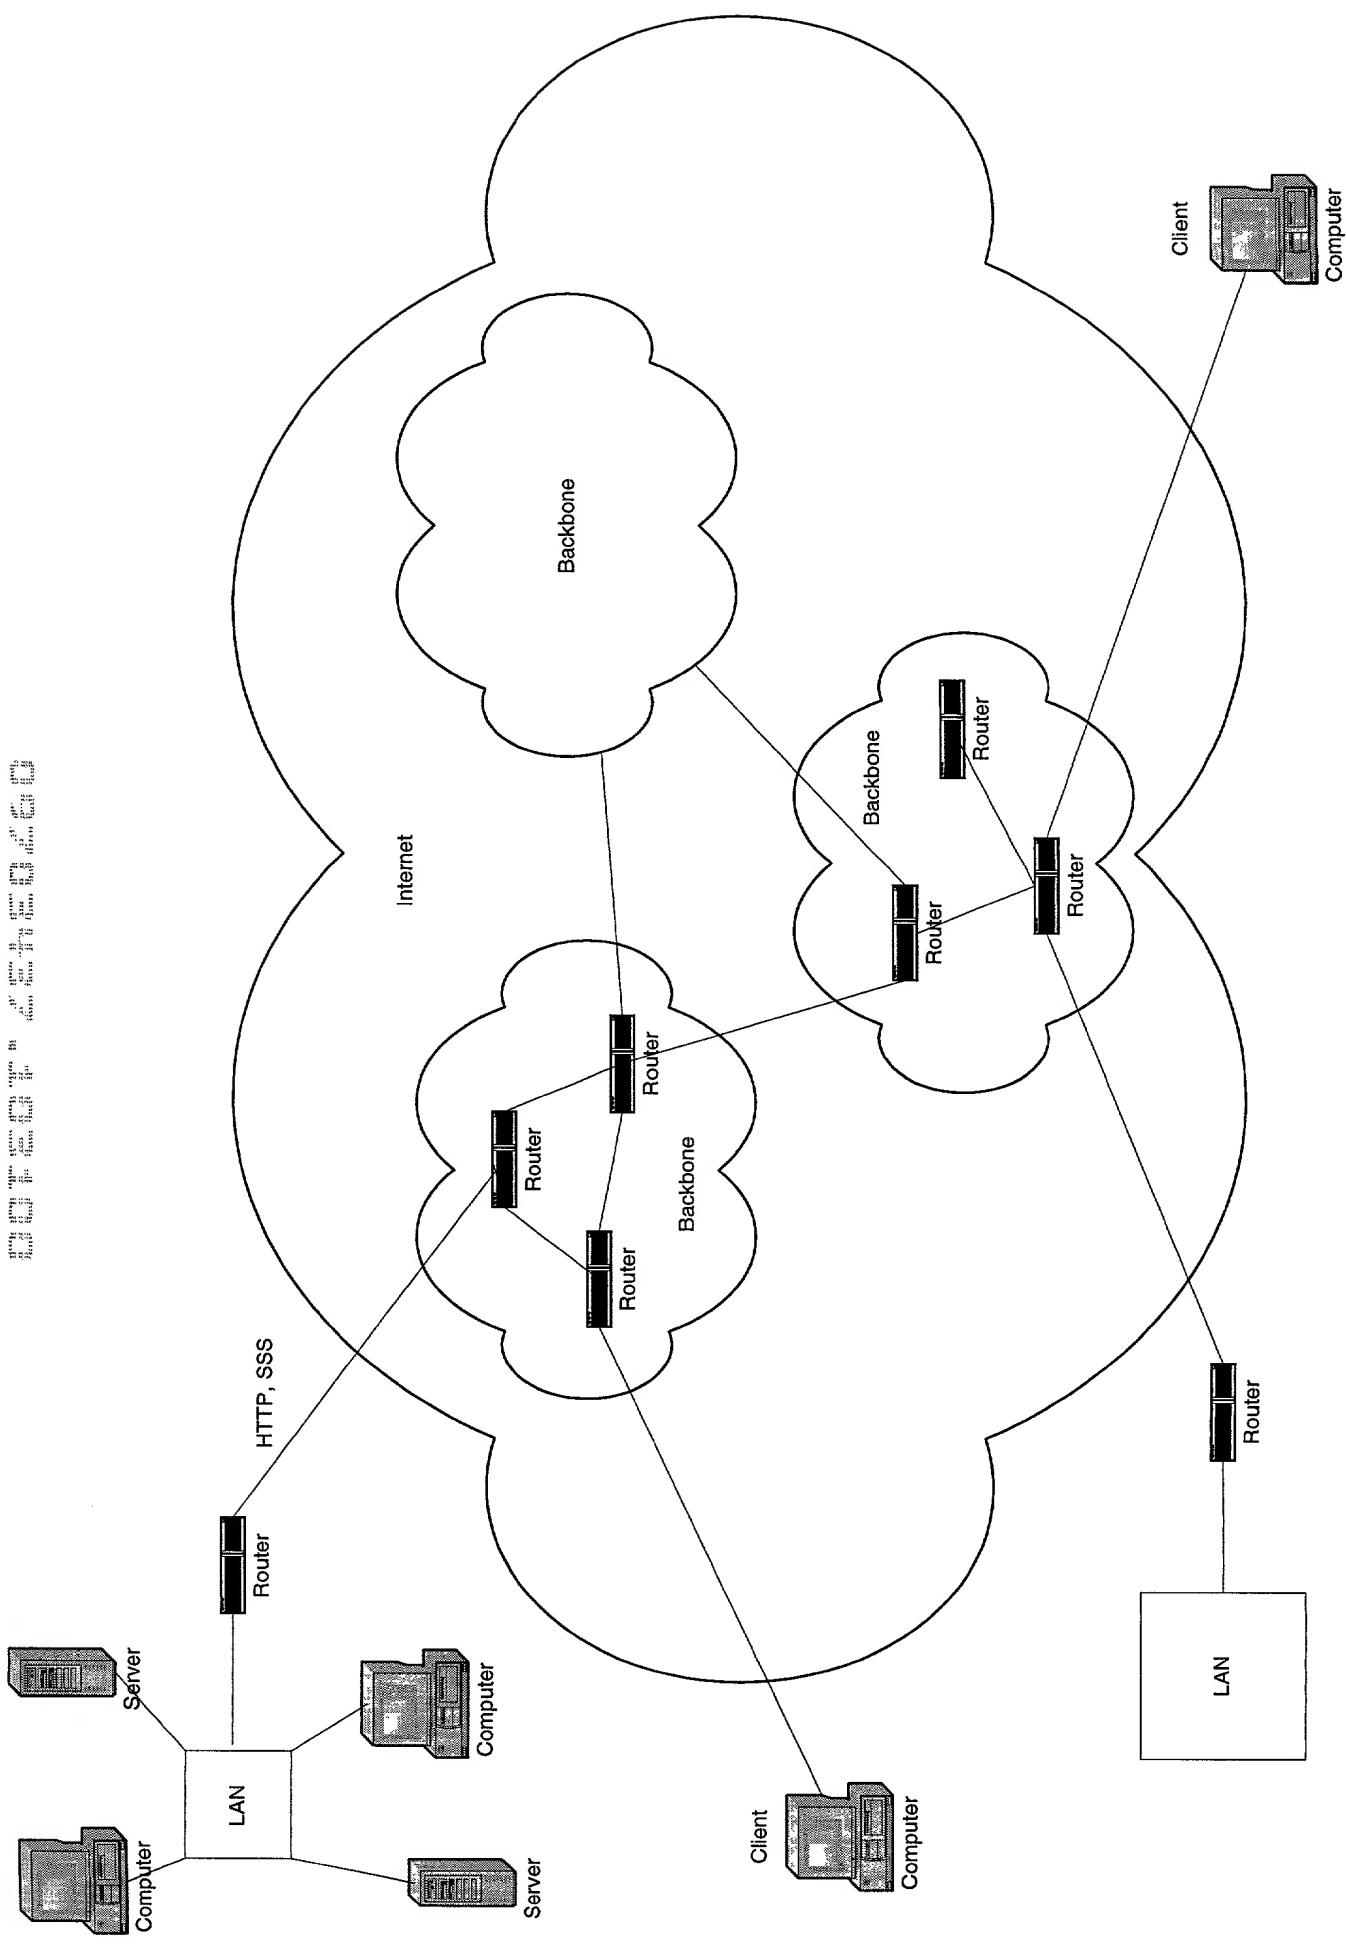 Computer
Server
LAN
Router
HTTP, SSS
Internet
Computer
Server
Router
Backbone
Router
Router
Backbone
Client
Backbone
Computer
Router
Router
Router
Client
LAN
Router
Computer